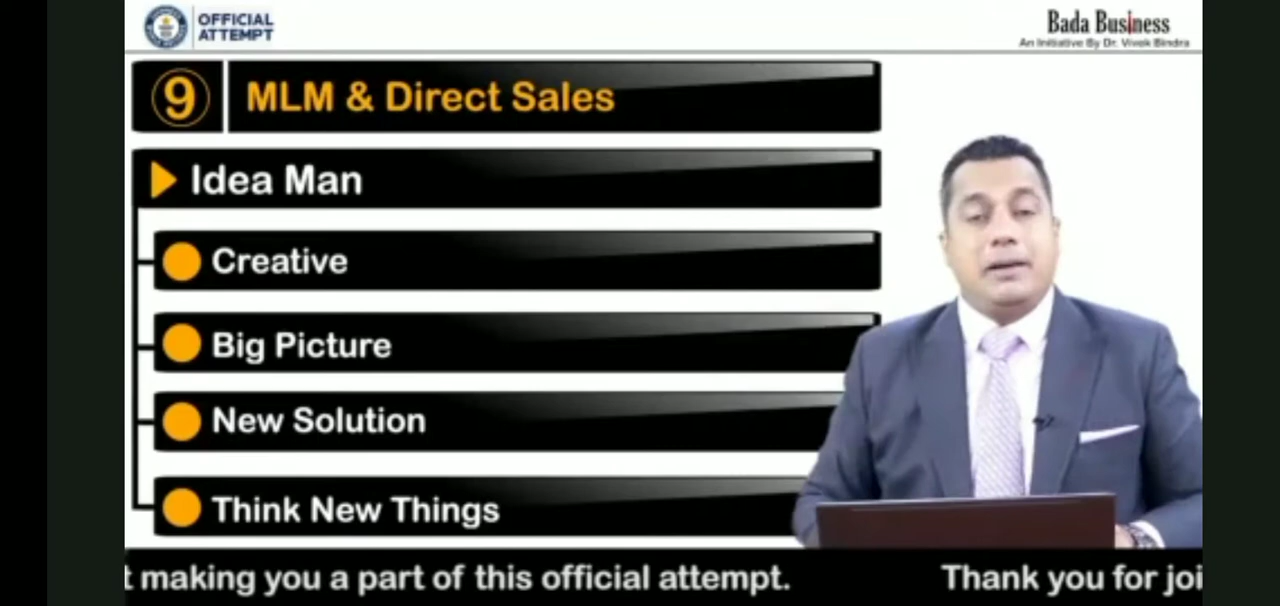 OFFICIAL
ATTEMPT
Bada Business
An Initiative By Dr. Vivek Bindra
9 MLM & Direct Sales
Idea Man
Creative
Big Picture
New Solution
Think New Things
making you a part of this official attempt. Thank you for joi